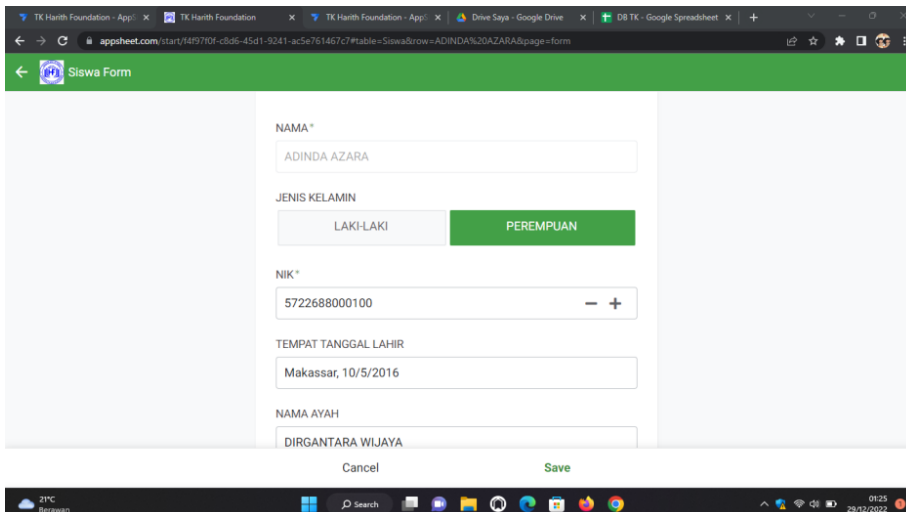 TK Harith Foundation - AppS
TK Harith Foundation
TK Harith Foundation - AppS
Drive Saya - Google Drive
DB TK - Google Spreadsheet
appsheet.com/start/f4f97f0f-c8d6-45d1-9241-ac5e761467c7#table=Siswa&row=ADINDA%20AZARA&page=form
Siswa Form
NAMA*
ADINDA AZARA
JENIS KELAMIN
LAKI-LAKI
PEREMPUAN
NIK*
5722688000100
TEMPAT TANGGAL LAHIR
Makassar, 10/5/2016
NAMA AYAH
DIRGANTARA WIJAYA
Cancel
Save
21°C
Berawan
Search
01:25
29/12/2022